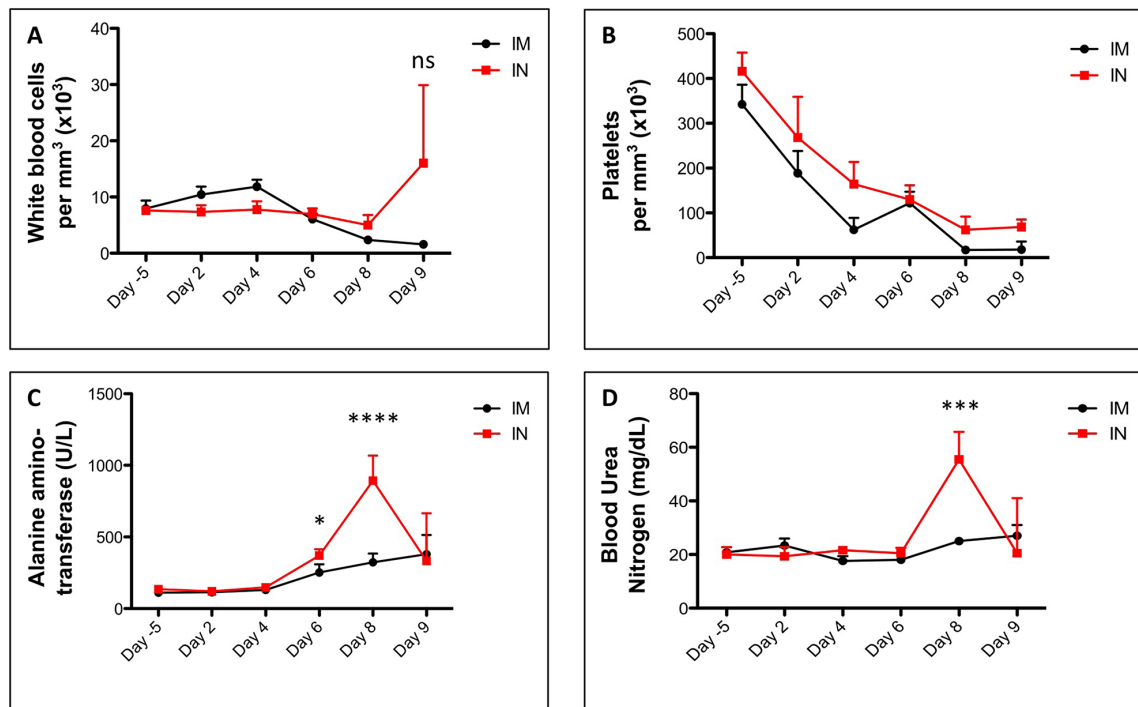 A
White blood cells
per mm³ (x10³)
40
30
20
10
0
ns
IM
IN
Day -5
Day 2
Day 4
Day 6
Day 8
Day 9
B
Platelets
per mm³ (x10³)
500
400
300
200
100
0
IM
IN
Day -5
Day 2
Day 4
Day 6
Day 8
Day 9
C
Alanine amino-
transferase (U/L)
1500
1000
500
0
*
****
IM
IN
Day -5
Day 2
Day 4
Day 6
Day 8
Day 9
D
Blood Urea
Nitrogen (mg/dL)
80
60
40
20
0
***
IM
IN
Day -5
Day 2
Day 4
Day 6
Day 8
Day 9